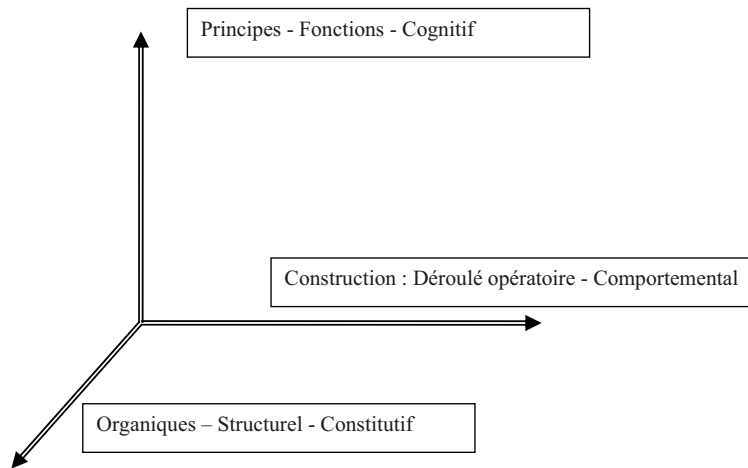 Principes - Fonctions - Cognitif
Construction : Déroulé opératoire - Comportemental
Organiques – Structurel - Constitutif